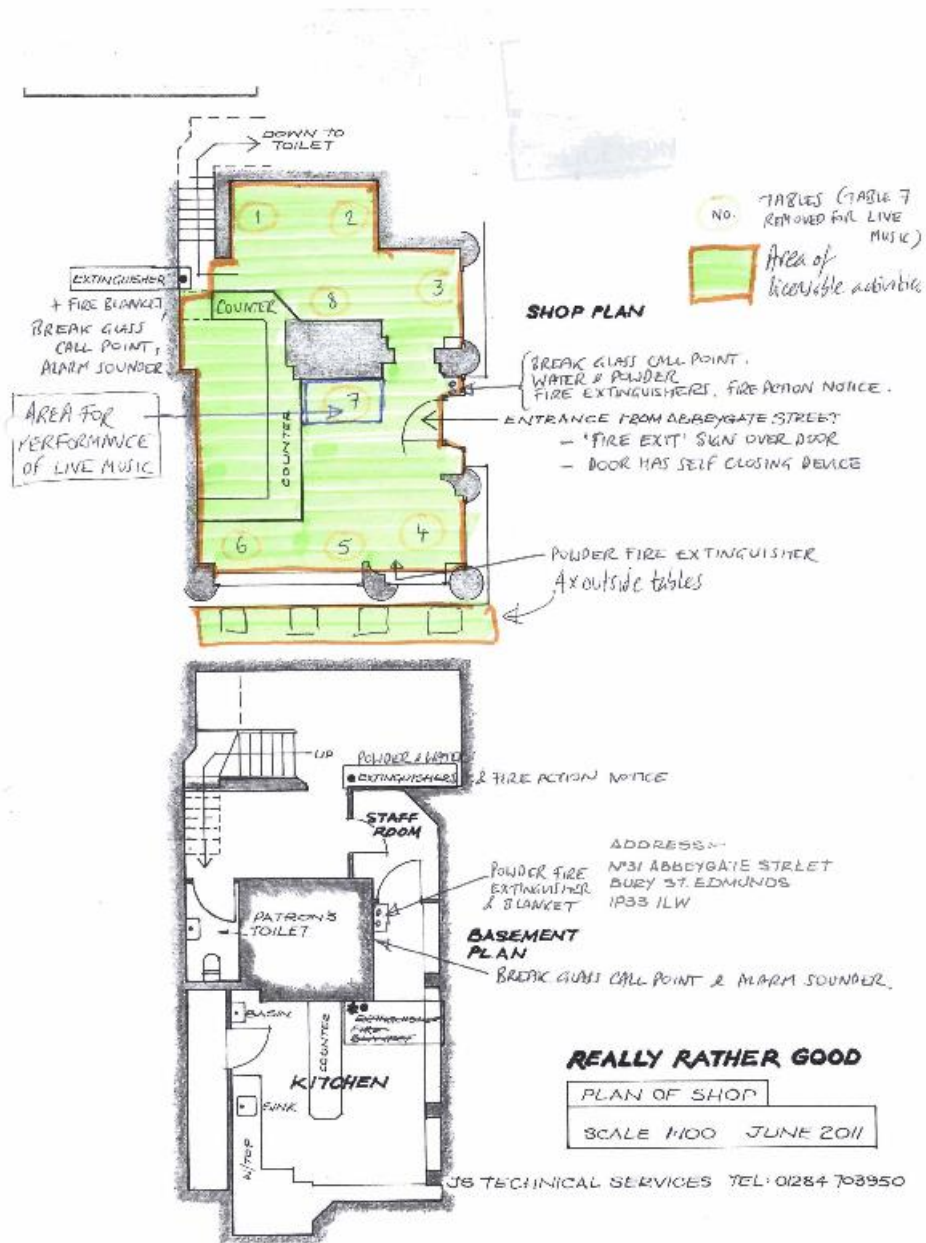 DOWN TO
TOILET
1
2
3
8
7
6
5
4
No.
TABLES (TABLE 7
REMOVED FOR LIVE
MUSIC)
Area of
licensable activities
EXTINGUISHER
+ FIRE BLANKET,
BREAK GLASS
CALL POINT,
ALARM SOUNDER
COUNTER
SHOP PLAN
BREAK GLASS CALL POINT.
WATER & POWDER
FIRE EXTINGUISHERS. FIRE ACTION NOTICE.
AREA FOR
PERFORMANCE
OF LIVE MUSIC
COUNTER
ENTRANCE FROM ABBEYGATE STREET
- 'FIRE EXIT' SIGN OVER DOOR
- DOOR HAS SELF CLOSING DEVICE
POWDER FIRE EXTINGUISHER
4x outside tables
UP
POWDER & WATER
EXTINGUISHERS & FIRE ACTION NOTICE
STAFF
ROOM
ADDRESS:-
No31 ABBEYGATE STREET
BURY ST. EDMUNDS
IP33 1LW
POWDER FIRE
EXTINGUISHER
& BLANKET
PATRON'S
TOILET
BASEMENT
PLAN
BREAK GLASS CALL POINT & ALARM SOUNDER.
BASIN
EXTINGUISHER
FIRE
BLANKET
COUNTER
KITCHEN
SINK
W/TOP
REALLY RATHER GOOD
PLAN OF SHOP
SCALE 1:100 JUNE 2011
JS TECHNICAL SERVICES TEL: 01284 703950